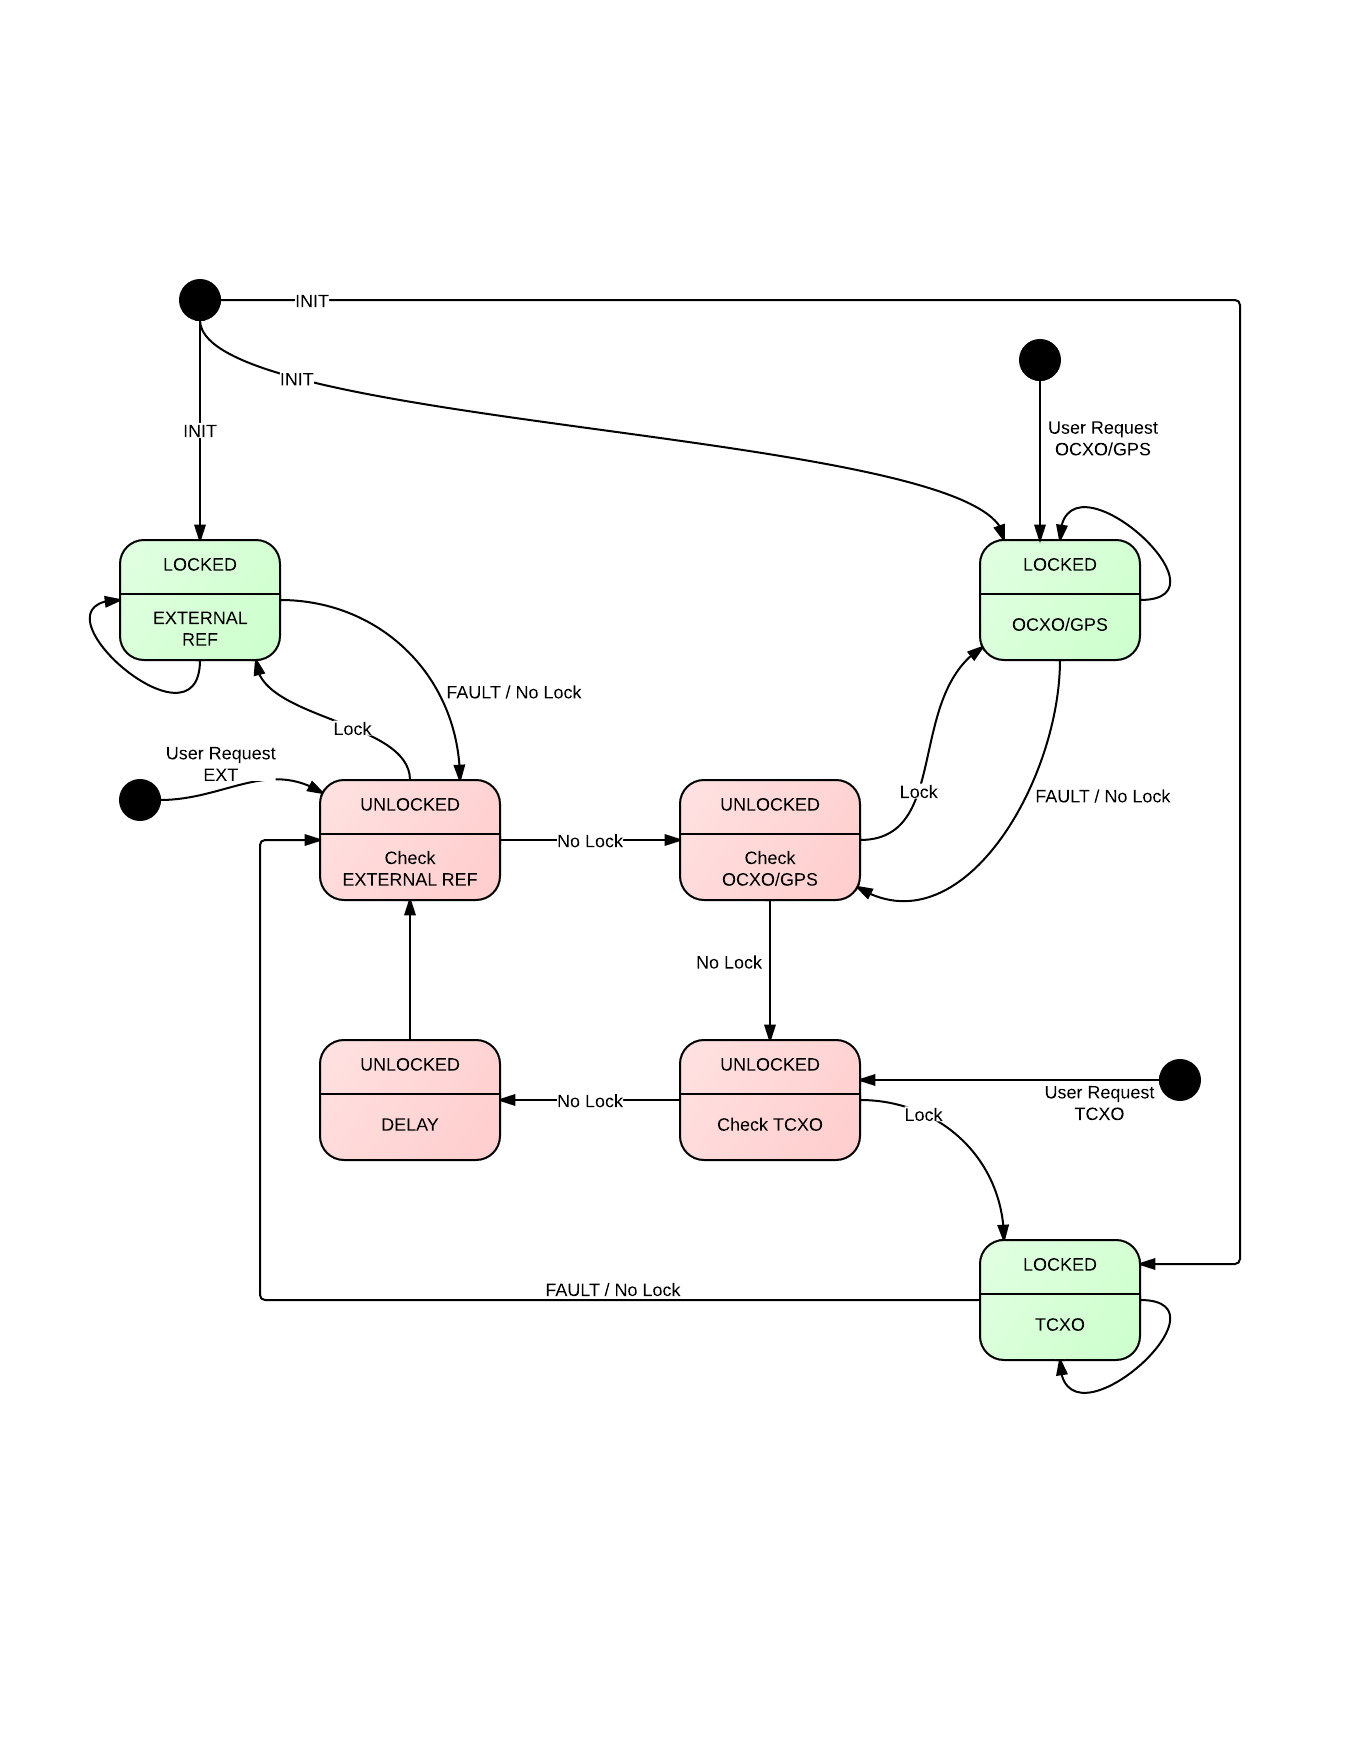 INIT
INIT
User Request
OCXO/GPS
INIT
LOCKED
EXTERNAL
REF
LOCKED
OCXO/GPS
FAULT / No Lock
Lock
User Request
EXT
UNLOCKED
Check
EXTERNAL REF
No Lock
UNLOCKED
Check
OCXO/GPS
Lock
FAULT / No Lock
No Lock
UNLOCKED
DELAY
No Lock
UNLOCKED
Check TCXO
User Request
TCXO
Lock
LOCKED
TCXO
FAULT / No Lock